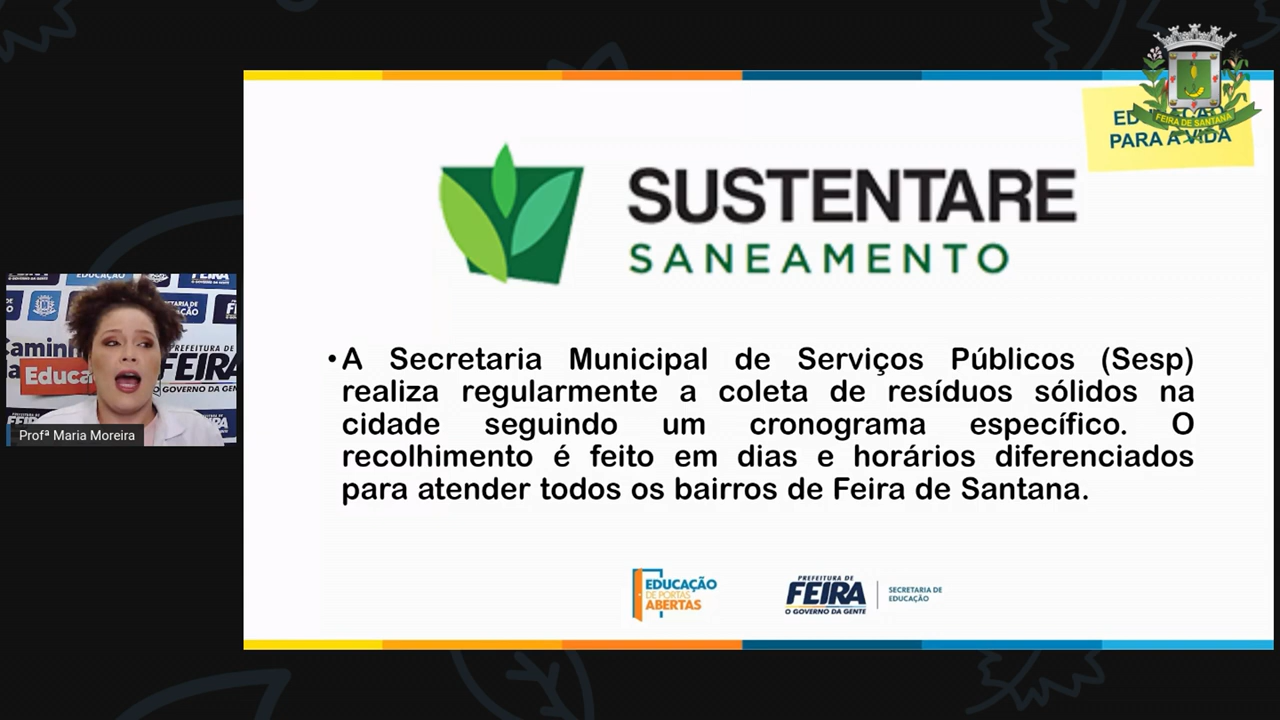 EDUCAÇÃO
PARA A VIDA
FEIRA DE SANTANA
SUSTENTARE
SANEAMENTO
• A Secretaria Municipal de Serviços Públicos (Sesp)
realiza regularmente a coleta de resíduos sólidos na
cidade seguindo um cronograma específico. O
recolhimento é feito em dias e horários diferenciados
para atender todos os bairros de Feira de Santana.
EDUCAÇÃO
FEIRA
FEIRA
O GOVERNO DA GENTE
Profª Maria Moreira
EDUCAÇÃO
DE PORTAS
ABERTAS
PREFEITURA DE
FEIRA
O GOVERNO DA GENTE
SECRETARIA DE
EDUCAÇÃO